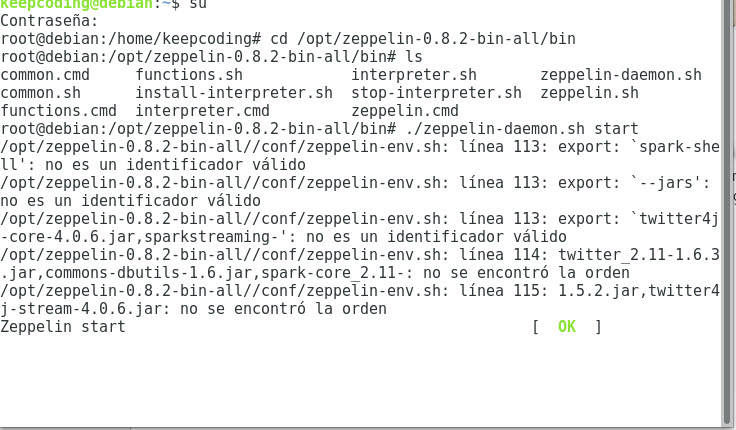 keepcoding@debian:~$ su
Contraseña:
root@debian:/home/keepcoding# cd /opt/zeppelin-0.8.2-bin-all/bin
root@debian:/opt/zeppelin-0.8.2-bin-all/bin# ls
common.cmd     functions.sh            interpreter.sh       zeppelin-daemon.sh
common.sh      install-interpreter.sh  stop-interpreter.sh  zeppelin.sh
functions.cmd  interpreter.cmd         zeppelin.cmd
root@debian:/opt/zeppelin-0.8.2-bin-all/bin# ./zeppelin-daemon.sh start
/opt/zeppelin-0.8.2-bin-all//conf/zeppelin-env.sh: línea 113: export: `spark-she
ll': no es un identificador válido
/opt/zeppelin-0.8.2-bin-all//conf/zeppelin-env.sh: línea 113: export: `--jars':
no es un identificador válido
/opt/zeppelin-0.8.2-bin-all//conf/zeppelin-env.sh: línea 113: export: `twitter4j
-core-4.0.6.jar,sparkstreaming-': no es un identificador válido
/opt/zeppelin-0.8.2-bin-all//conf/zeppelin-env.sh: línea 114: twitter_2.11-1.6.3
.jar,commons-dbutils-1.6.jar,spark-core_2.11-: no se encontró la orden
/opt/zeppelin-0.8.2-bin-all//conf/zeppelin-env.sh: línea 115: 1.5.2.jar,twitter4
j-stream-4.0.6.jar: no se encontró la orden
Zeppelin start                                             [  OK  ]